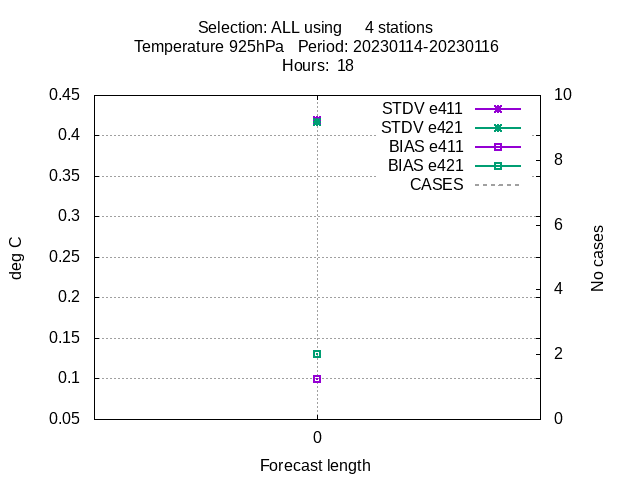 Selection: ALL using 4 stations
Temperature 925hPa Period: 20230114-20230116
Hours: 18
0.45
0.4
0.35
0.3
0.25
0.2
0.15
0.1
0.05
deg C
STDV e411
STDV e421
BIAS e411
BIAS e421
CASES
10
8
6
4
2
0
No cases
0
Forecast length